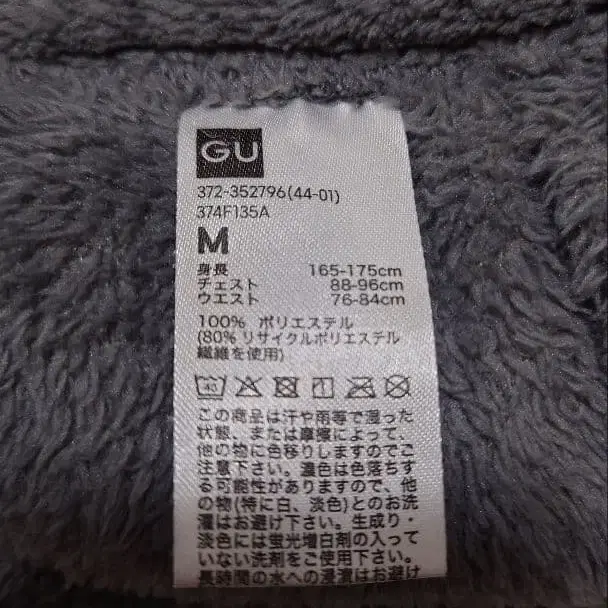 GU
372-352796(44-01)
374F135A
M
身長 165-175cm
チェスト 88-96cm
ウエスト 76-84cm
100% ポリエステル
(80% リサイクルポリエステル
繊維を使用)
40
この商品は汗や雨等で湿った
状態、または摩擦によって、
他の物に色移りしますのでご
注意下さい。濃色は色落ちす
る可能性がありますので、他
の物(特に白、淡色)とのお洗
濯はお避け下さい。生成り・
淡色には蛍光増白剤の入って
いない洗剤をご使用下さい。
長時間の水への浸漬はお避け